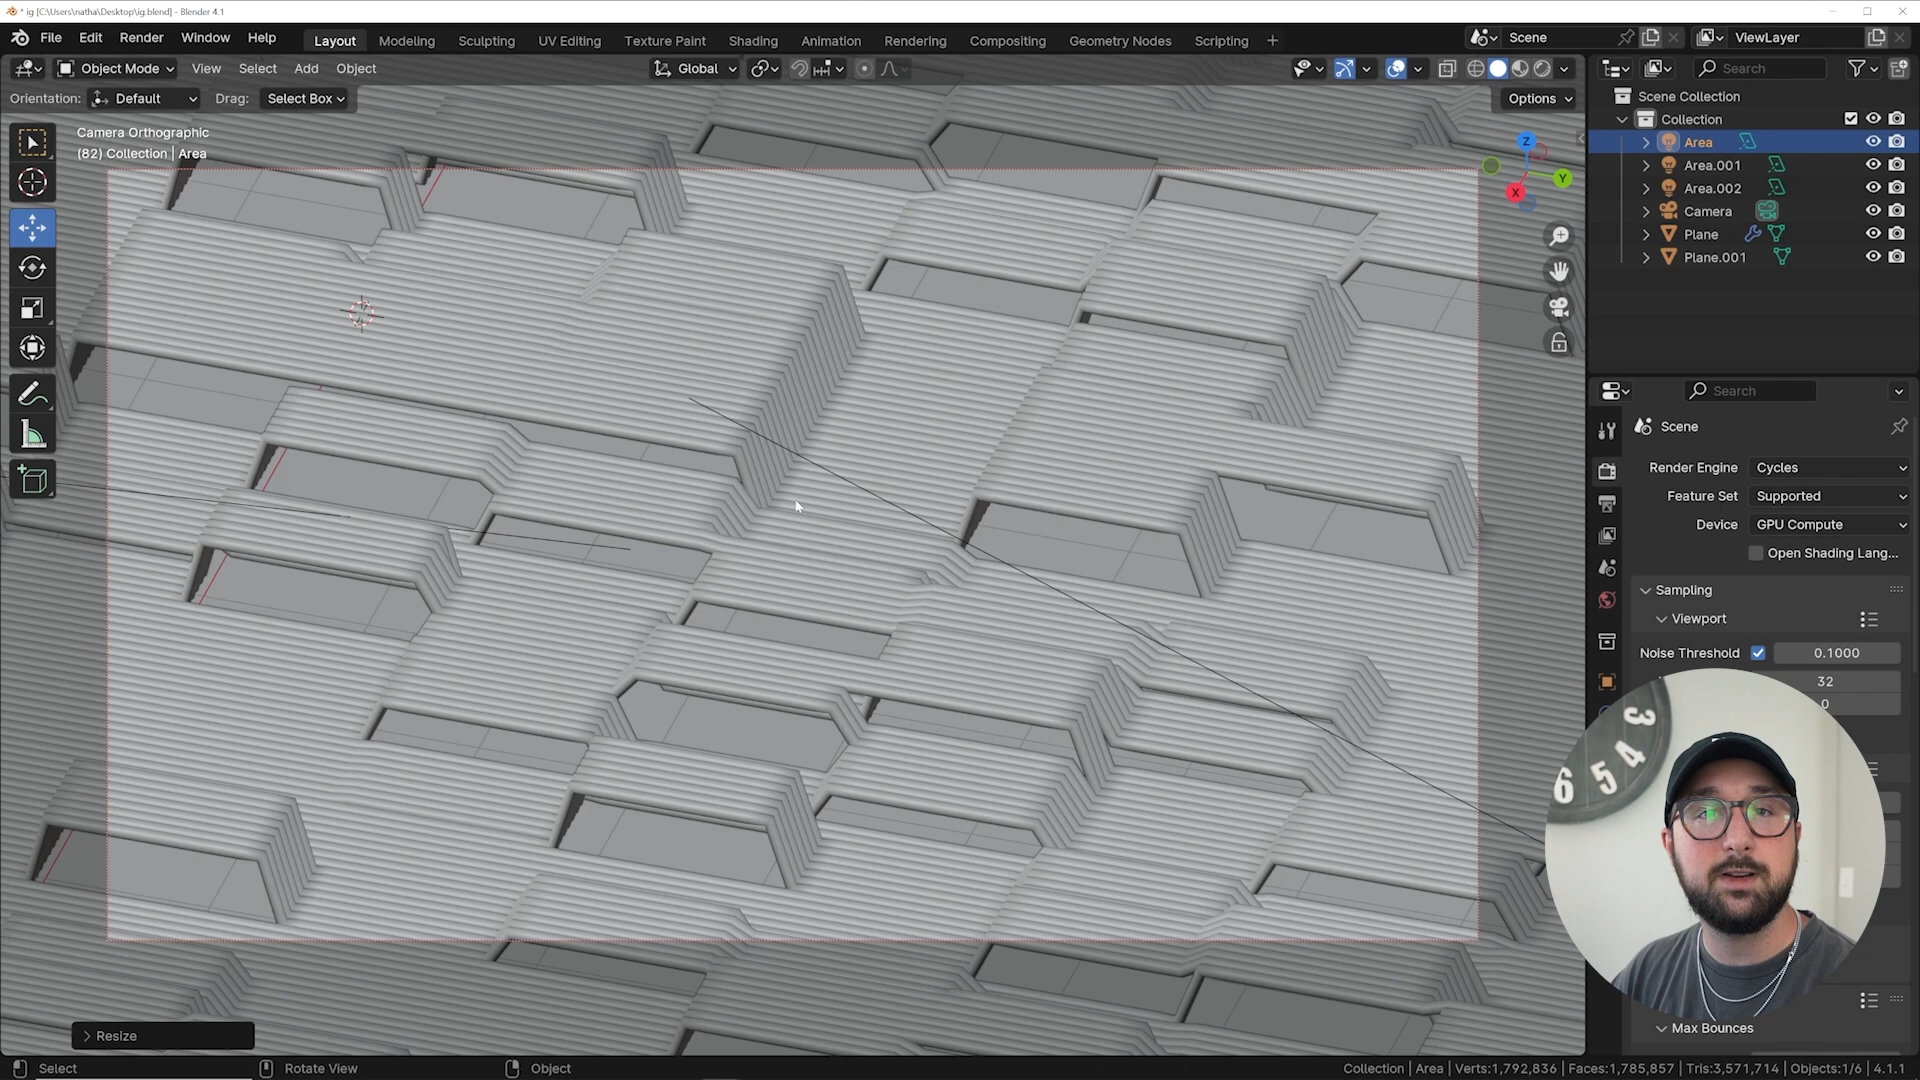 * ig [C:\Users\natha\Desktop\ig.blend] - Blender 4.1
File Edit Render Window Help
Layout Modeling Sculpting UV Editing Texture Paint Shading Animation Rendering Compositing Geometry Nodes Scripting +
Scene
ViewLayer
Object Mode View Select Add Object
Global
Search
Orientation: Default Drag: Select Box
Options
Scene Collection
Camera Orthographic
(82) Collection | Area
Collection
Area
Area.001
Area.002
Camera
Plane
Plane.001
Z
Y
X
Search
Scene
Render Engine Cycles
Feature Set Supported
Device GPU Compute
Open Shading Lang...
Sampling
Viewport
Noise Threshold 0.1000
32
0
3
4
5
6
Max Bounces
Resize
Select Rotate View Object
Collection | Area | Verts:1,792,836 | Faces:1,785,857 | Tris:3,571,714 | Objects:1/6 | 4.1.1